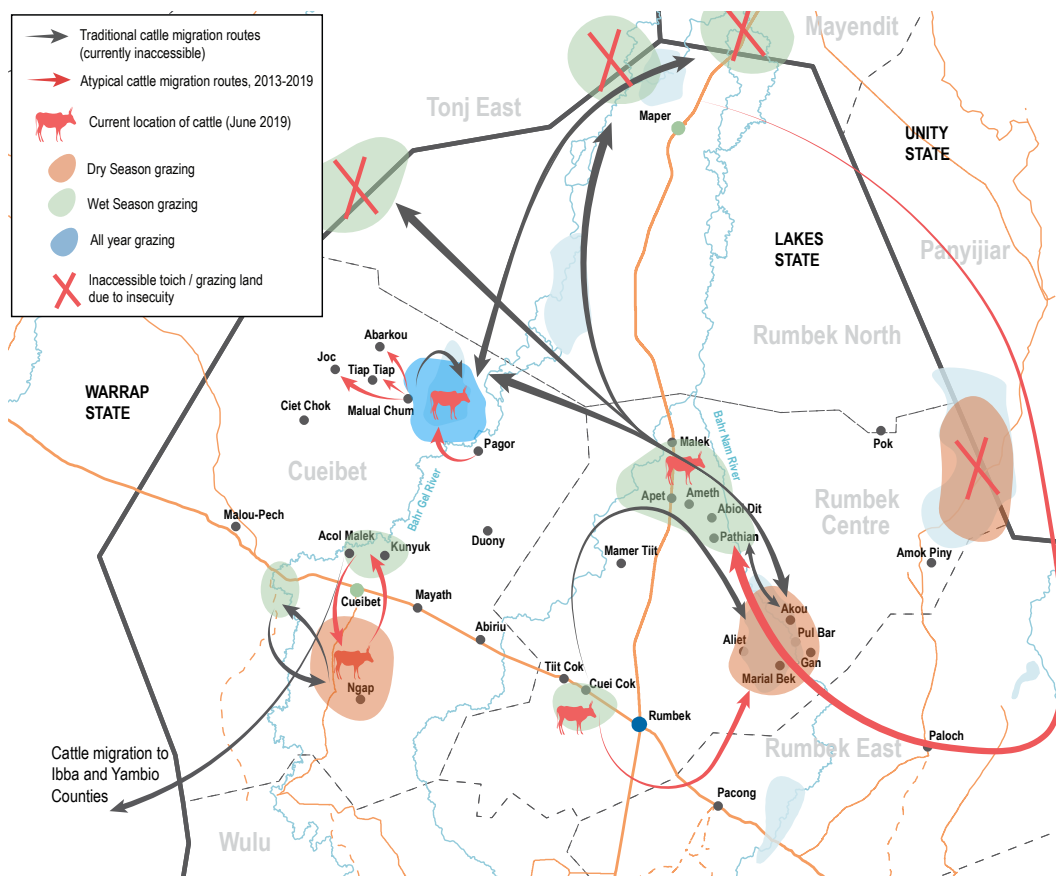 Traditional catlle migration routes
(currently inaccessible)
Atypical cattle migration routes, 2013-2019
Current location of cattle (June 2019)
Dry Season grazing
Wet Season grazing
All year grazing
Inaccessible toich / grazing land
due to insecurity
Mayendit
Tonj East
Maper
UNITY
STATE
LAKES
STATE
Panyijiar
Rumbek North
Abarkou
Joc
Tiap Tiap
WARRAP
STATE
Malual Chum
Ciet Chok
Pagor
Malek
Bahr Nam River
Pok
Cueibet
Bahr Gel River
Apet
Ameth
Abiol Dit
Rumbek
Centre
Malou-Pech
Duony
Pathian
Acol Malek
Kunyuk
Mamer Tiit
Amok Piny
Cueibet
Mayath
Akou
Abiriu
Aliet
Pul Bar
Gan
Marial Bek
Tiit Cok
Cuei Cok
Ngap
Rumbek
Rumbek East
Paloch
Cattle migration to
Ibba and Yambio
Counties
Pacong
Wulu